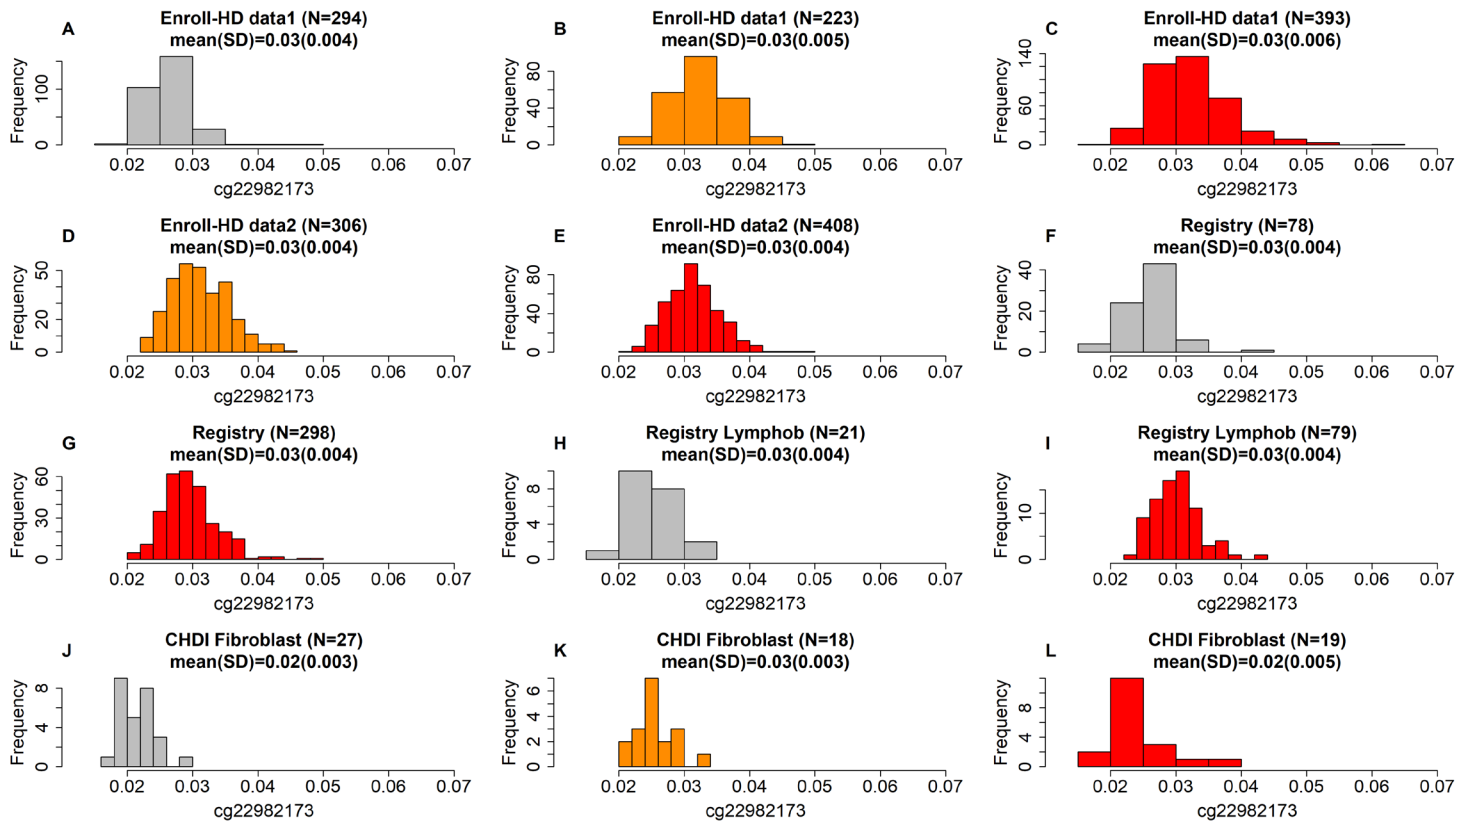 A
Enroll-HD data1 (N=294)
mean(SD)=0.03(0.004)
Frequency
0 100
0.02 0.03 0.04 0.05 0.06 0.07
cg22982173
B
Enroll-HD data1 (N=223)
mean(SD)=0.03(0.005)
Frequency
0 40 80
0.02 0.03 0.04 0.05 0.06 0.07
cg22982173
C
Enroll-HD data1 (N=393)
mean(SD)=0.03(0.006)
Frequency
0 60 140
0.02 0.03 0.04 0.05 0.06 0.07
cg22982173
D
Enroll-HD data2 (N=306)
mean(SD)=0.03(0.004)
Frequency
0 20 50
0.02 0.03 0.04 0.05 0.06 0.07
cg22982173
E
Enroll-HD data2 (N=408)
mean(SD)=0.03(0.004)
Frequency
0 40 80
0.02 0.03 0.04 0.05 0.06 0.07
cg22982173
F
Registry (N=78)
mean(SD)=0.03(0.004)
Frequency
0 20 40
0.02 0.03 0.04 0.05 0.06 0.07
cg22982173
G
Registry (N=298)
mean(SD)=0.03(0.004)
Frequency
0 30 60
0.02 0.03 0.04 0.05 0.06 0.07
cg22982173
H
Registry Lymphob (N=21)
mean(SD)=0.03(0.004)
Frequency
0 4 8
0.02 0.03 0.04 0.05 0.06 0.07
cg22982173
I
Registry Lymphob (N=79)
mean(SD)=0.03(0.004)
Frequency
0 10
0.02 0.03 0.04 0.05 0.06 0.07
cg22982173
J
CHDI Fibroblast (N=27)
mean(SD)=0.02(0.003)
Frequency
0 4 8
0.02 0.03 0.04 0.05 0.06 0.07
cg22982173
K
CHDI Fibroblast (N=18)
mean(SD)=0.03(0.003)
Frequency
0 2 4 6
0.02 0.03 0.04 0.05 0.06 0.07
cg22982173
L
CHDI Fibroblast (N=19)
mean(SD)=0.02(0.005)
Frequency
0 4 8
0.02 0.03 0.04 0.05 0.06 0.07
cg22982173